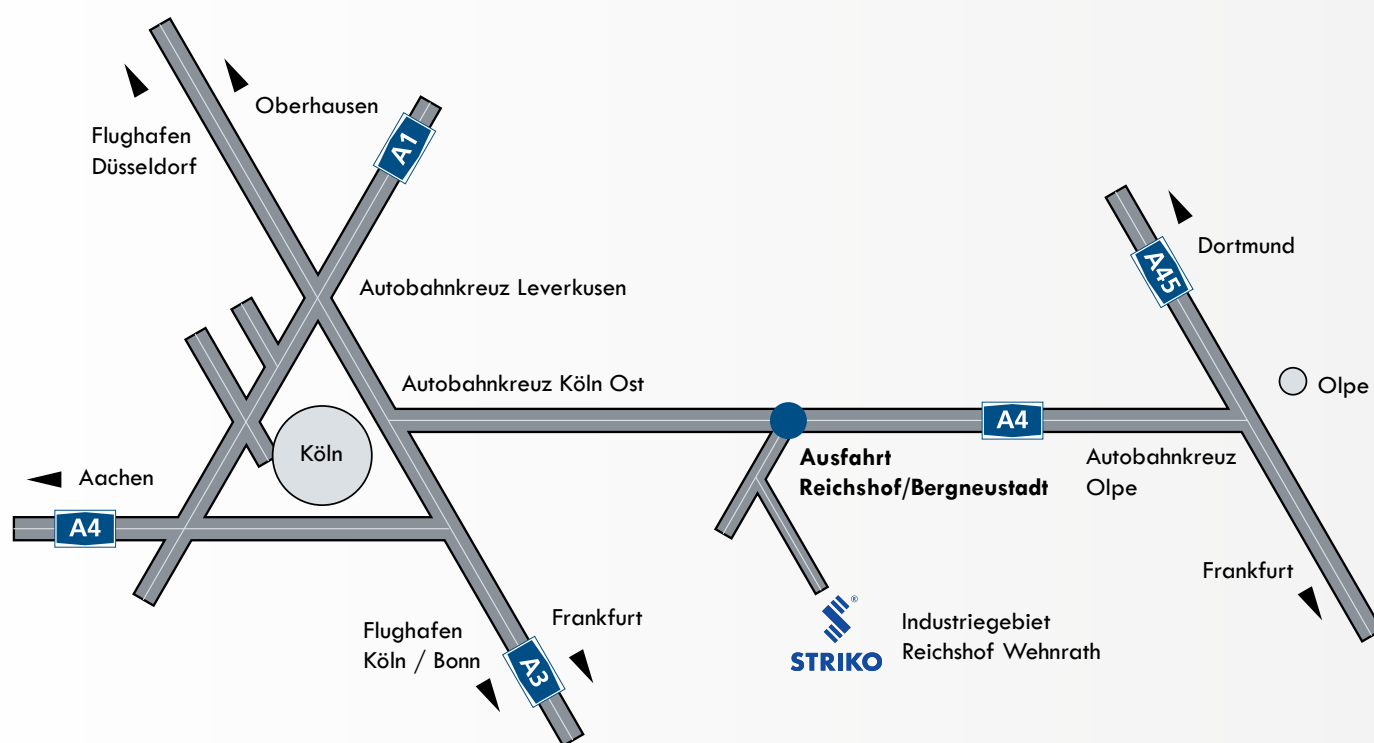 Oberhausen
Flughafen
Düsseldorf
A1
Dortmund
A45
Autobahnkreuz Leverkusen
Autobahnkreuz Köln Ost
Olpe
A4
Köln
Ausfahrt
Reichshof/Bergneustadt
Autobahnkreuz
Olpe
Aachen
A4
Frankfurt
Flughafen
Köln / Bonn
Frankfurt
A3
®
STRIKO
Industriegebiet
Reichshof Wehnrath